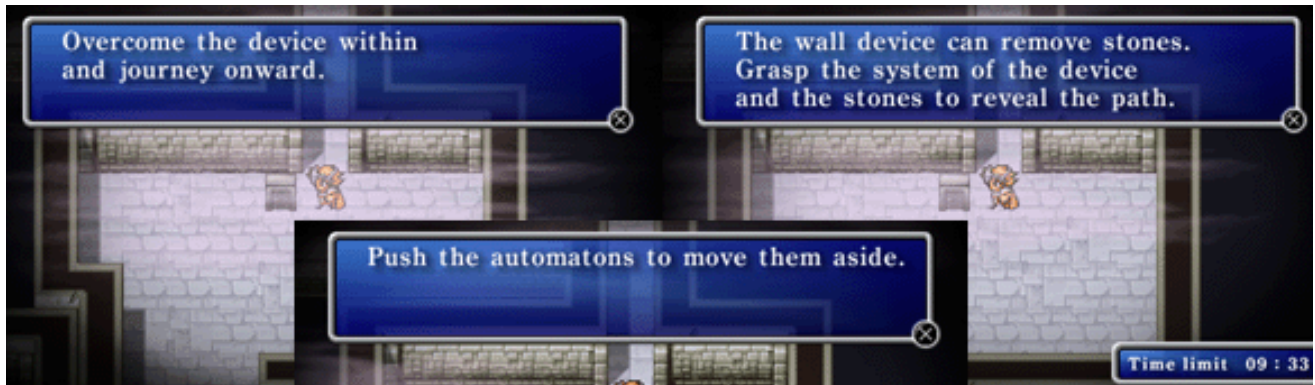 Overcome the device within
and journey onward.
The wall device can remove stones.
Grasp the system of the device
and the stones to reveal the path.
Push the automatons to move them aside.
Time limit 09 : 33